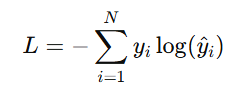 L = -\sum_{i=1}^{N} y_i \log(\hat{y}_i)